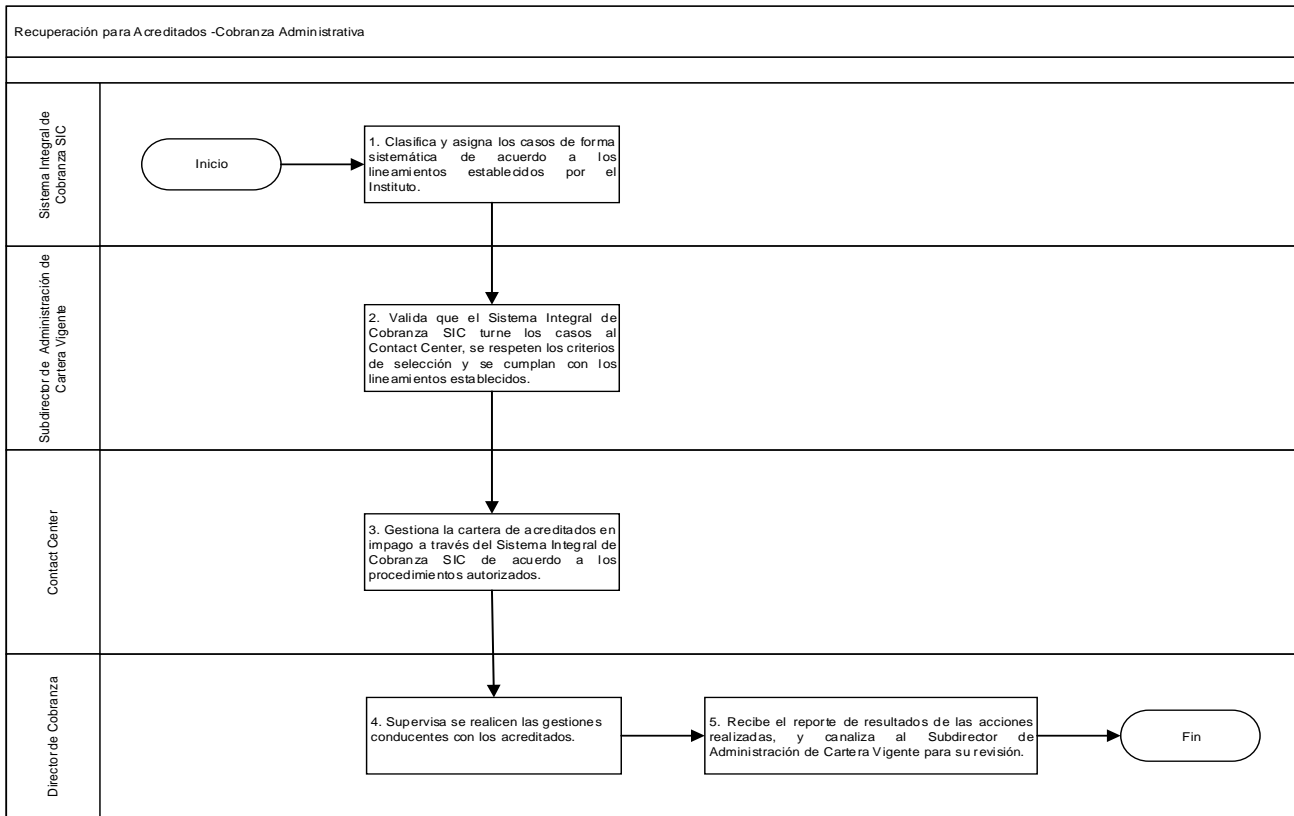 Recuperación para Acreditados -Cobranza Administrativa
Sistema Integral de
Cobranza SIC
Inicio
1. Clasifica y asigna los casos de forma
sistemática de acuerdo a los
lineamientos establecidos por el
Instituto.
Subdirector de Administración de
Cartera Vigente
2. Valida que el Sistema Integral de
Cobranza SIC turne los casos al
Contact Center, se respeten los criterios
de selección y se cumplan con los
lineamientos establecidos.
Contact Center
3. Gestiona la cartera de acreditados en
impago a través del Sistema Integral de
Cobranza SIC de acuerdo a los
procedimientos autorizados.
Director de Cobranza
4. Supervisa se realicen las gestiones
conducentes con los acreditados.
5. Recibe el reporte de resultados de las acciones
realizadas, y canaliza al Subdirector de
Administración de Cartera Vigente para su revisión.
Fin